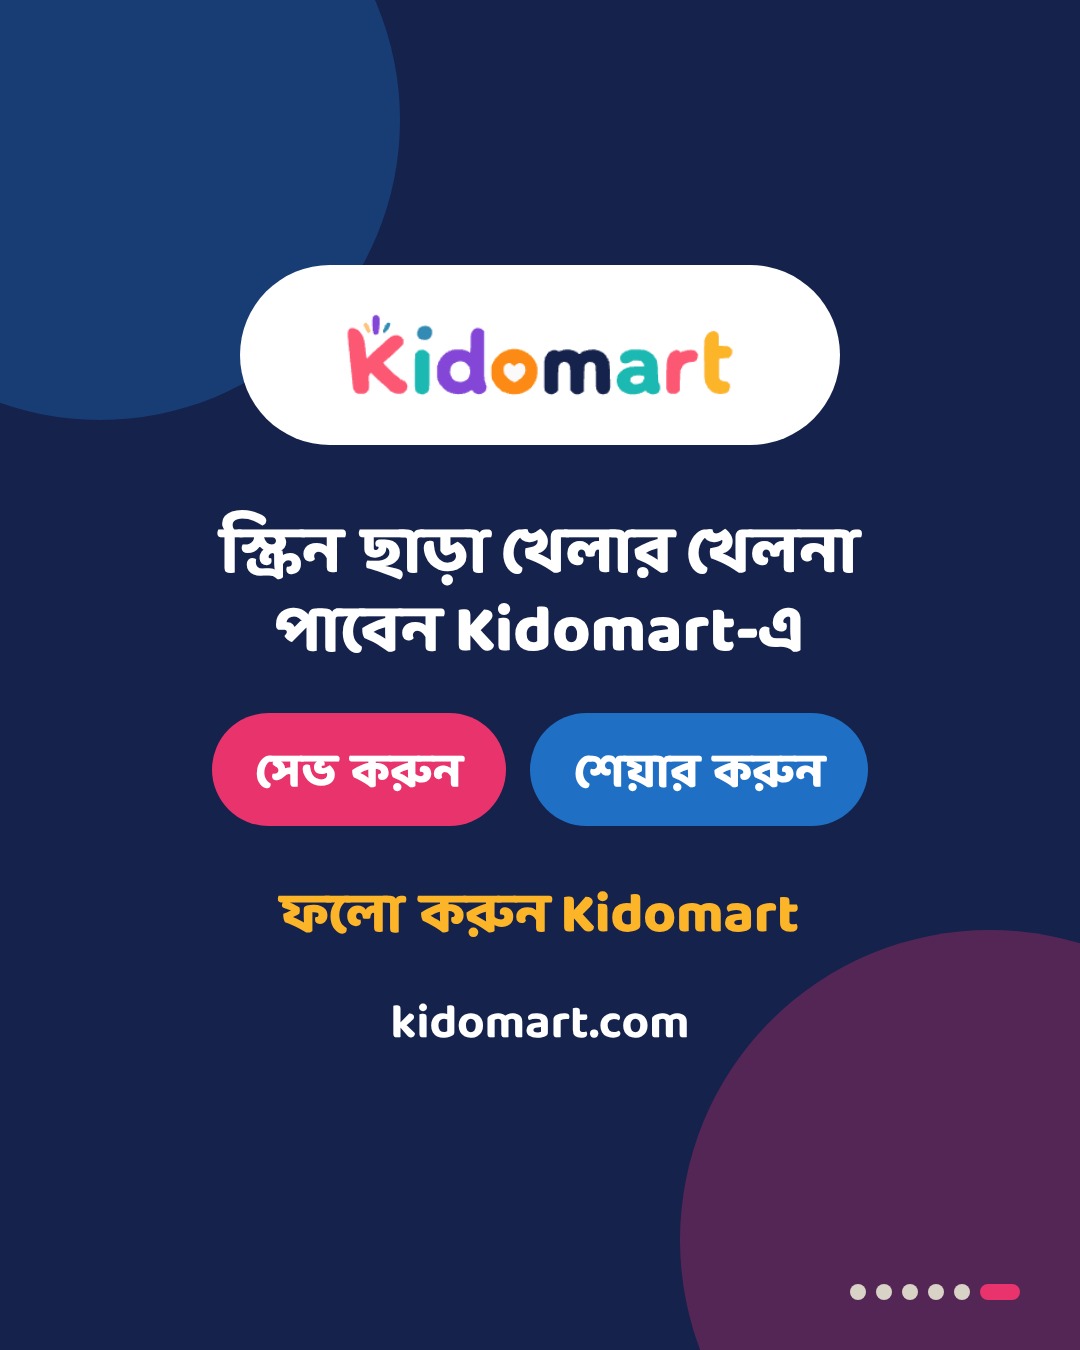 Kidomart
স্ক্রিন ছাড়া খেলার খেলনা
পাবেন Kidomart-এ
সেভ করুন
শেয়ার করুন
ফলো করুন Kidomart
kidomart.com